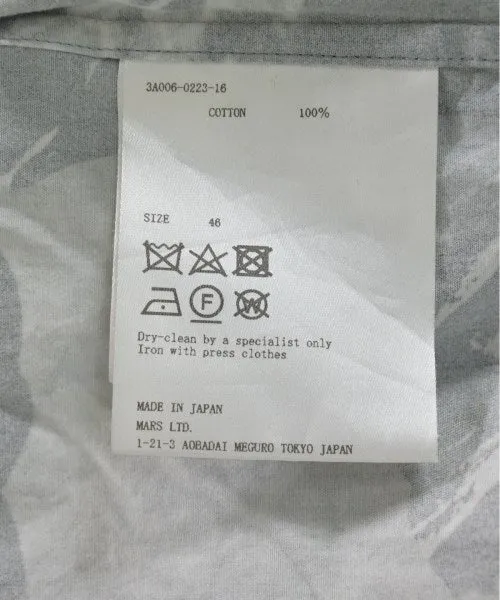 3A006-0223-16
COTTON 100%
SIZE 46
F W
Dry-clean by a specialist only
Iron with press clothes
MADE IN JAPAN
MARS LTD.
1-21-3 AOBADAI MEGURO TOKYO JAPAN